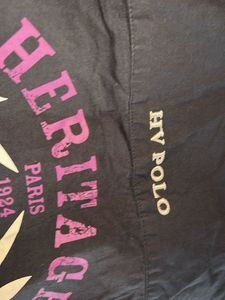 HERITAG
PARIS
1924
HV POLO